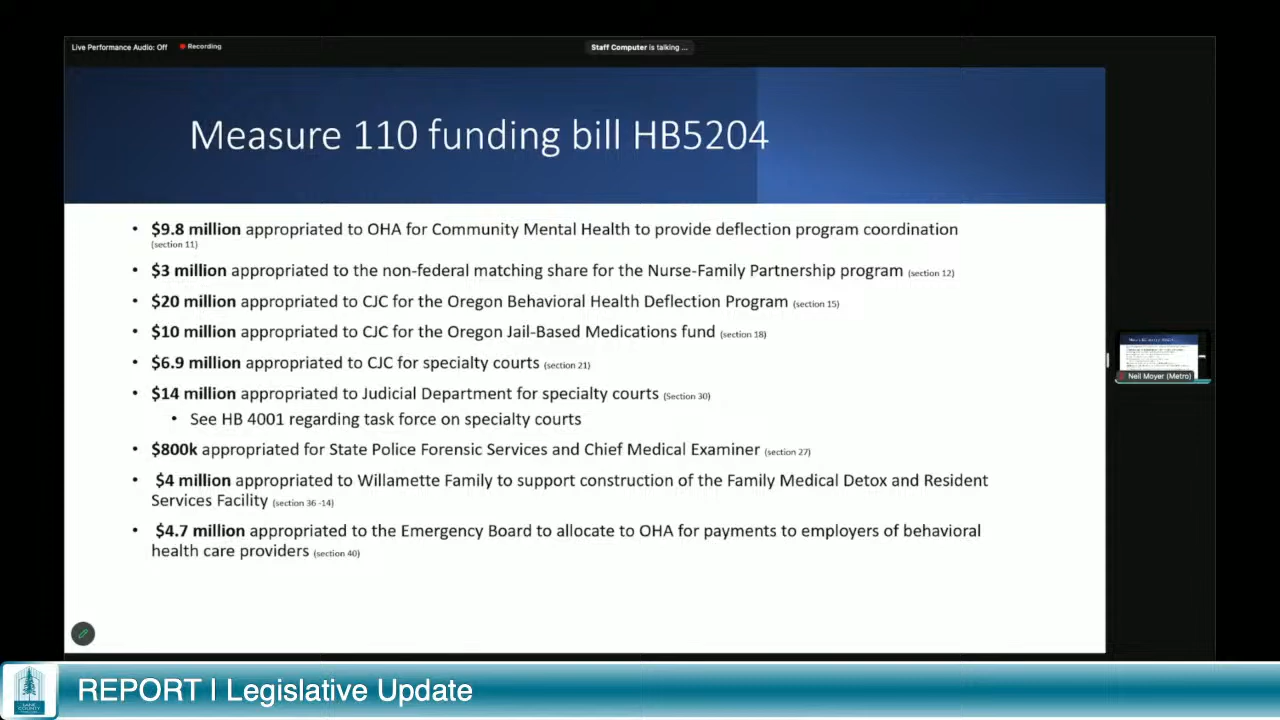 Live Performance Audio: Off
Recording
Staff Computer is talking ...
Measure 110 funding bill HB5204
• $9.8 million appropriated to OHA for Community Mental Health to provide deflection program coordination
(section 11)
• $3 million appropriated to the non-federal matching share for the Nurse-Family Partnership program (section 12)
• $20 million appropriated to CJC for the Oregon Behavioral Health Deflection Program (section 15)
• $10 million appropriated to CJC for the Oregon Jail-Based Medications fund (section 18)
• $6.9 million appropriated to CJC for specialty courts (section 21)
• $14 million appropriated to Judicial Department for specialty courts (Section 30)
• See HB 4001 regarding task force on specialty courts
• $800k appropriated for State Police Forensic Services and Chief Medical Examiner (section 27)
• $4 million appropriated to Willamette Family to support construction of the Family Medical Detox and Resident
Services Facility (section 36 -14)
• $4.7 million appropriated to the Emergency Board to allocate to OHA for payments to employers of behavioral
health care providers (section 40)
Neil Moyer (Metro)
LANE
COUNTY
REPORT | Legislative Update